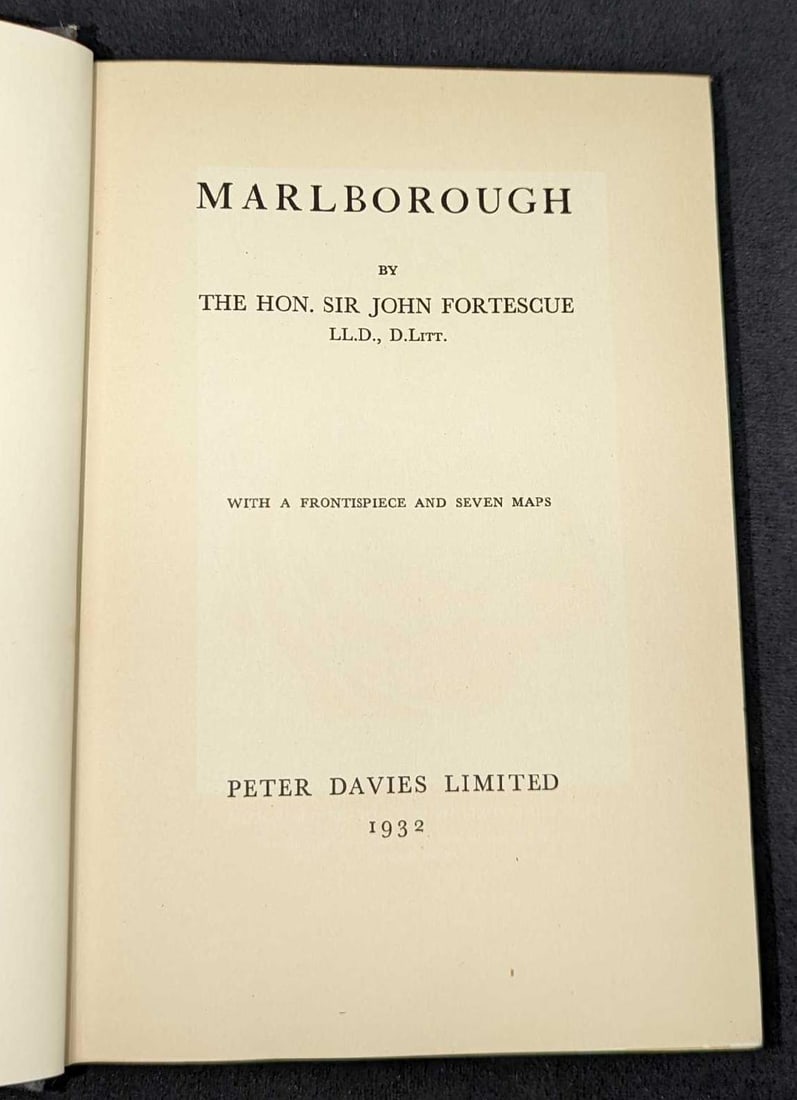 MARLBOROUGH
BY
THE HON. SIR JOHN FORTESCUE
LL.D., D.LITT.
WITH A FRONTISPIECE AND SEVEN MAPS
PETER DAVIES LIMITED
1932